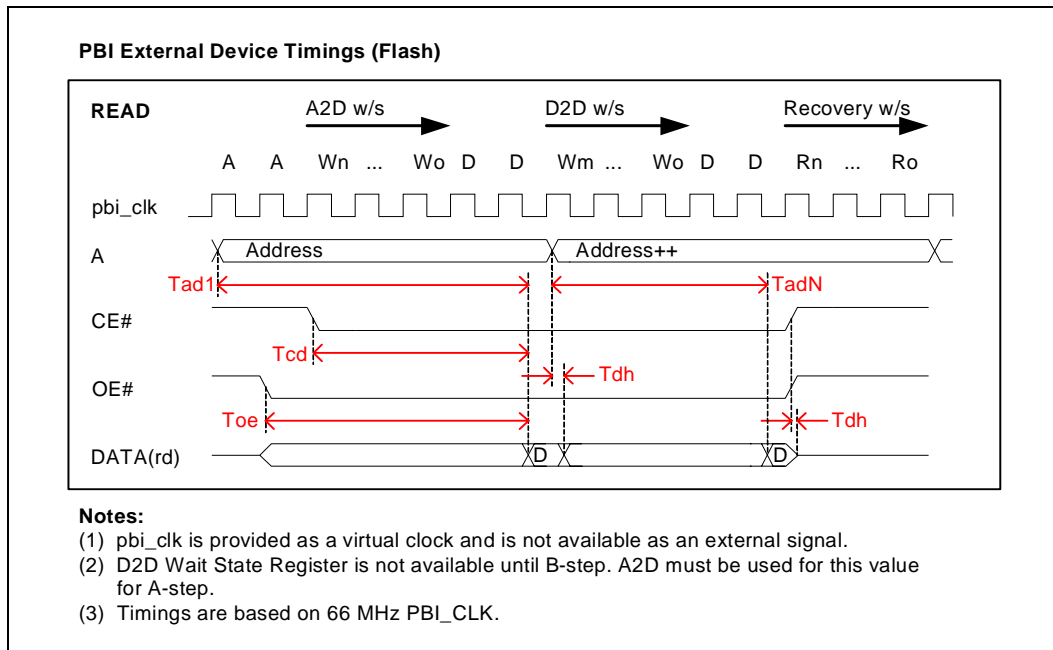 PBI External Device Timings (Flash)
READ
A2D w/s
D2D w/s
Recovery w/s
A A Wn ... Wo D D Wm ... Wo D D Rn ... Ro
pbi_clk
A
Address
Address++
Tad1
TadN
CE#
Tcd
Tdh
OE#
Toe
Tdh
DATA(rd)
D
D
Notes:
(1) pbi_clk is provided as a virtual clock and is not available as an external signal.
(2) D2D Wait State Register is not available until B-step. A2D must be used for this value
for A-step.
(3) Timings are based on 66 MHz PBI_CLK.